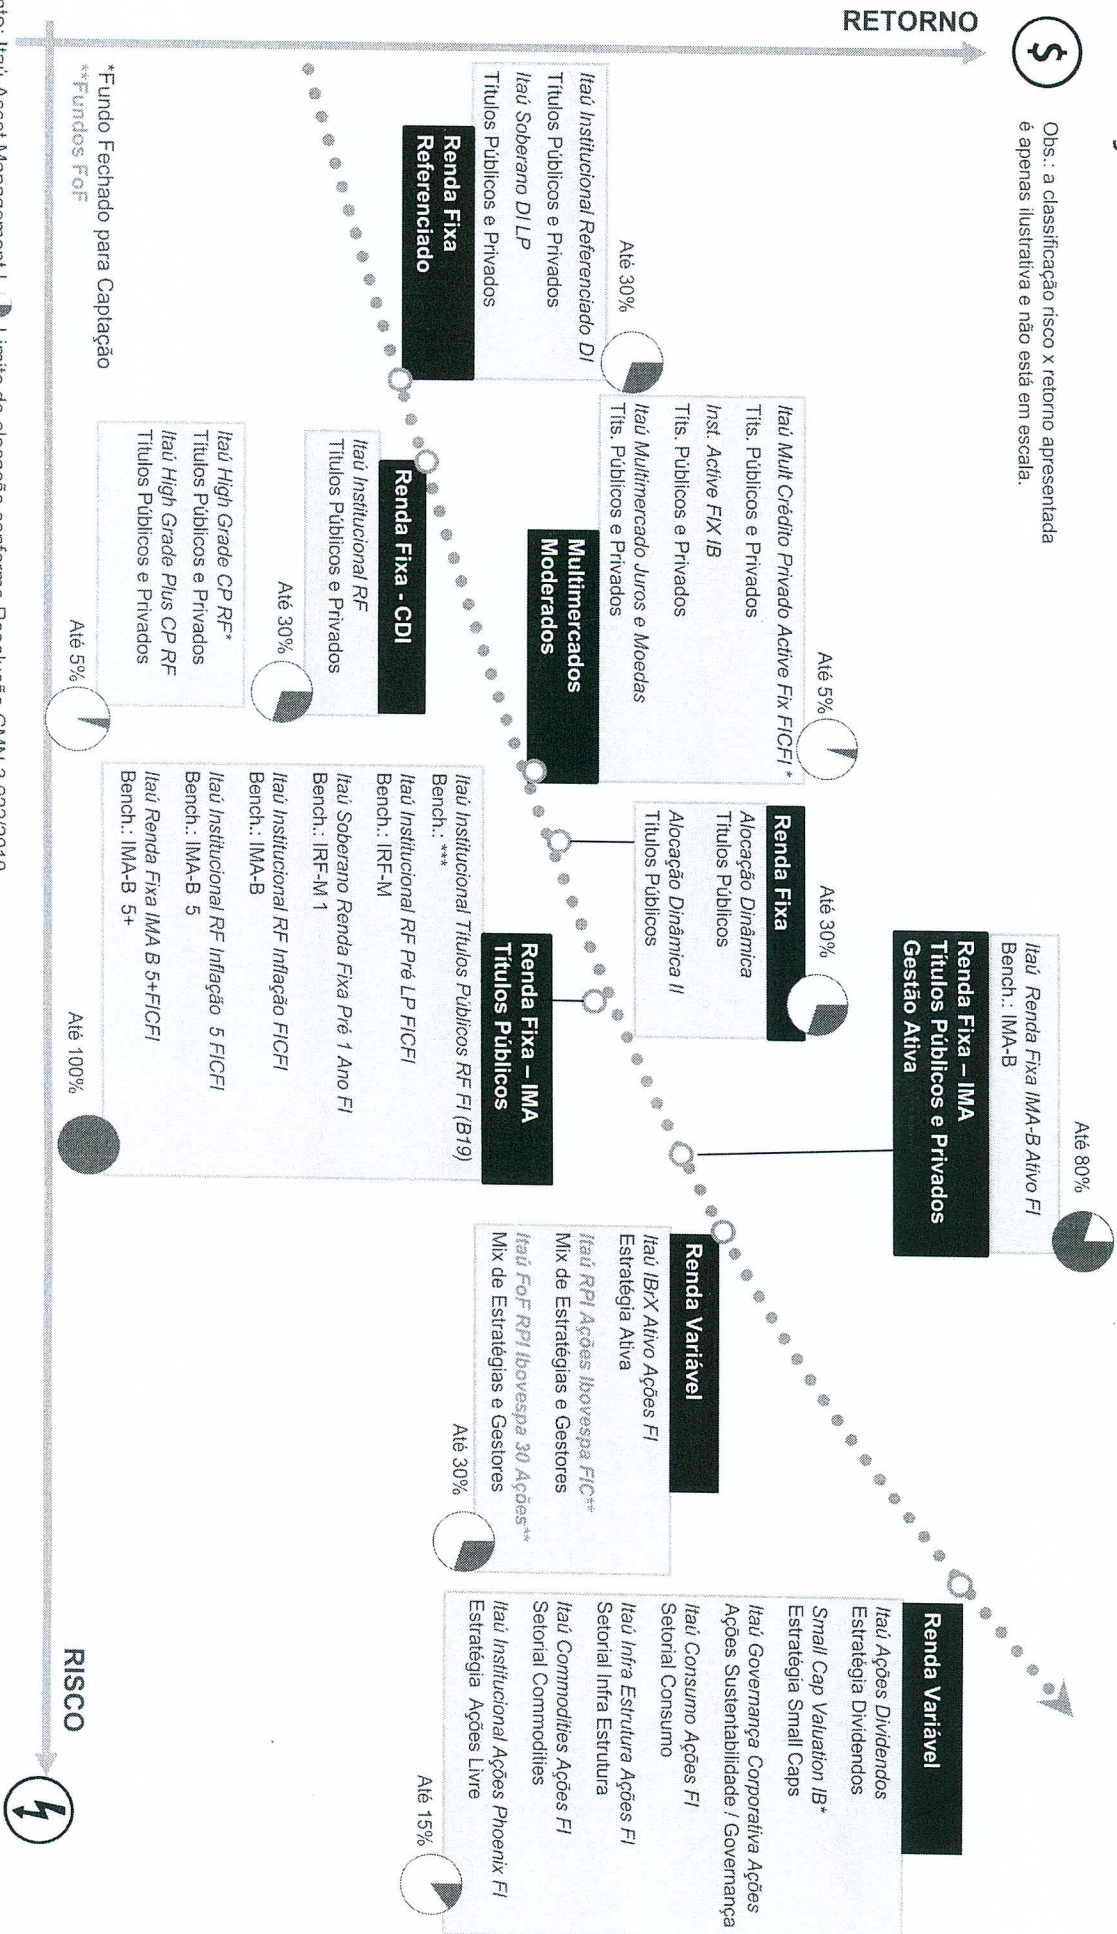 RETORNO
$
Obs.: a classificação risco x retorno apresentada
é apenas ilustrativa e não está em escala.
Até 30%
Itaú Institucional Referenciado DI
Títulos Públicos e Privados
Itaú Soberano DI LP
Títulos Públicos e Privados
Renda Fixa
Referenciado
Até 5%
Itaú Mult Crédito Privado Active Fix FICFI *
Tits. Públicos e Privados
Inst. Active FIX IB
Tits. Públicos e Privados
Itaú Multimercado Juros e Moedas
Tits. Públicos e Privados
Multimercados
Moderados
Renda Fixa - CDI
Itaú Institucional RF
Títulos Públicos e Privados
Até 30%
Itaú High Grade CP RF*
Títulos Públicos e Privados
Itaú High Grade Plus CP RF
Títulos Públicos e Privados
Até 5%
Até 30%
Renda Fixa
Alocação Dinâmica
Títulos Públicos
Alocação Dinâmica II
Títulos Públicos
Até 80%
Itaú Renda Fixa IMA-B Ativo FI
Bench.: IMA-B
Renda Fixa – IMA
Títulos Públicos e Privados
Gestão Ativa
Renda Fixa – IMA
Títulos Públicos
Itaú Institucional Títulos Públicos RF FI (B19)
Bench.: ***
Itaú Institucional RF Pré LP FICFI
Bench.: IRF-M
Itaú Soberano Renda Fixa Pré 1 Ano FI
Bench.: IRF-M 1
Itaú Institucional RF Inflação FICFI
Bench.: IMA-B
Itaú Institucional RF Inflação 5 FICFI
Bench.: IMA-B 5
Itaú Renda Fixa IMA B 5+FICFI
Bench.: IMA-B 5+
Até 100%
Renda Variável
Itaú IBrX Ativo Ações FI
Estratégia Ativa
Itaú RPI Ações Ibovespa FIC**
Mix de Estratégias e Gestores
Itaú FoF RPI Ibovespa 30 Ações**
Mix de Estratégias e Gestores
Até 30%
Renda Variável
Itaú Ações Dividendos
Estratégia Dividendos
Small Cap Valuation IB*
Estratégia Small Caps
Itaú Governança Corporativa Ações
Ações Sustentabilidade / Governança
Itaú Consumo Ações FI
Setorial Consumo
Itaú Infra Estrutura Ações FI
Setorial Infra Estrutura
Itaú Commodities Ações FI
Setorial Commodities
Itaú Institucional Ações Phoenix FI
Estratégia Ações Livre
Até 15%
RISCO
*Fundo Fechado para Captação
**Fundos FoF
Itaú Asset Management |